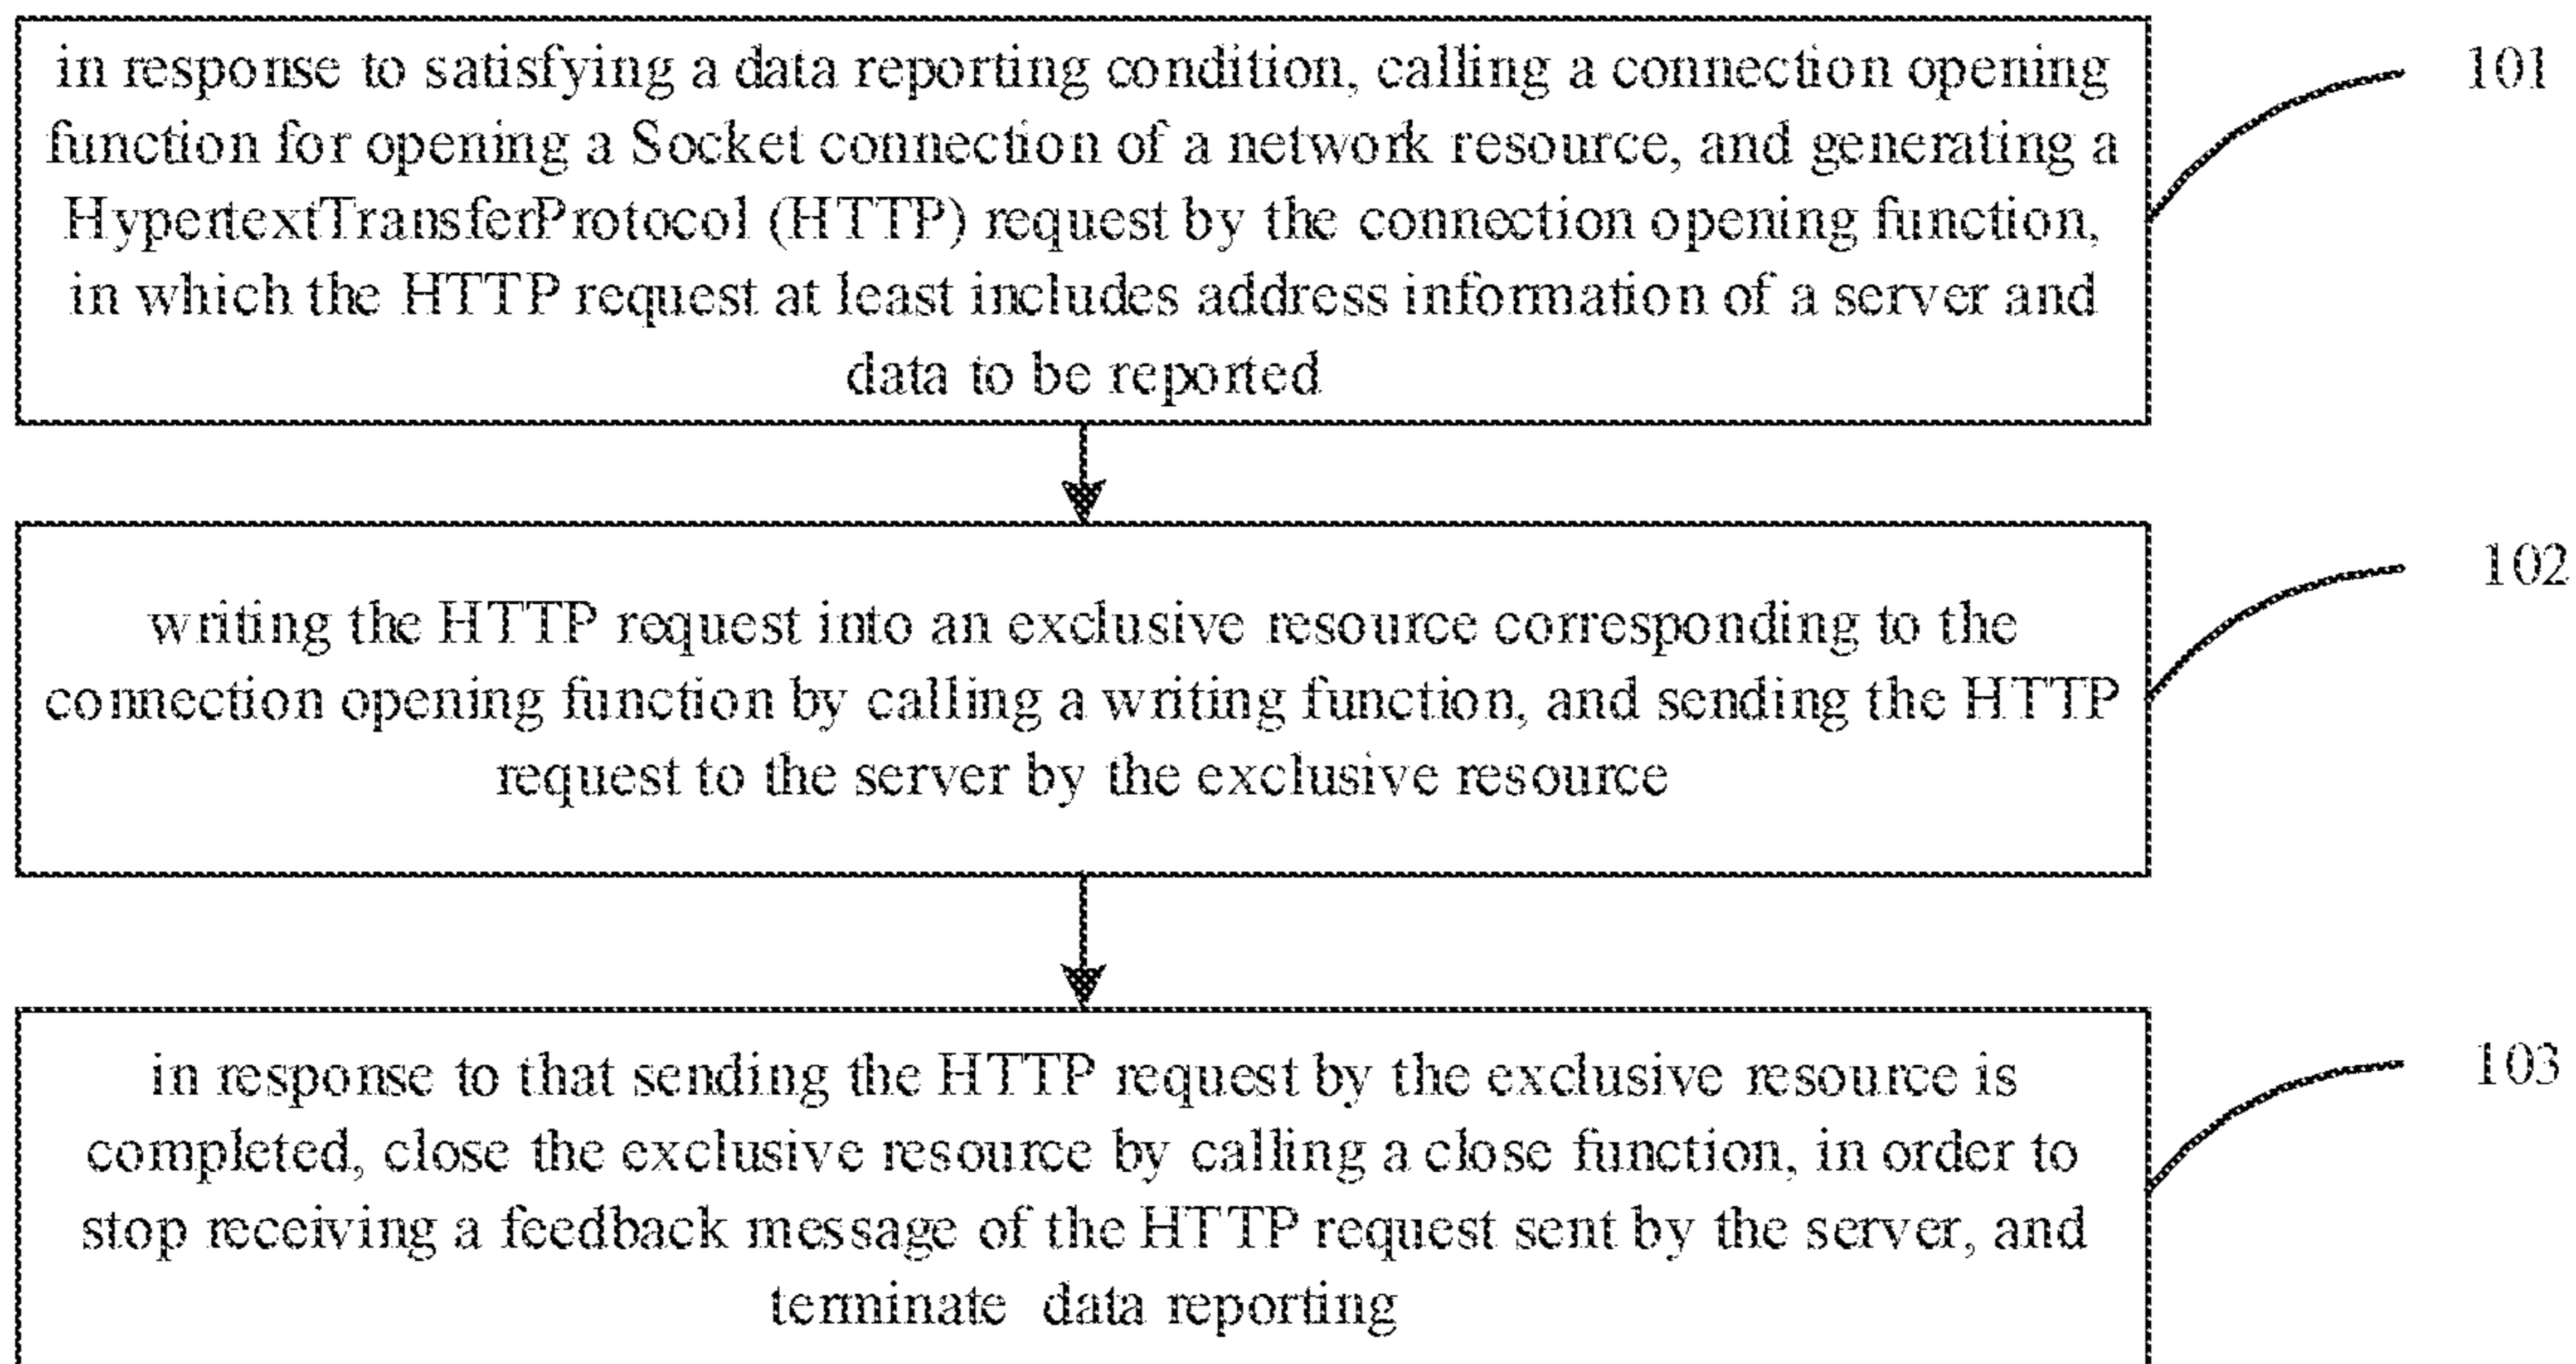 in response to satisfying a data reporting condition, calling a connection opening
function for opening a Socket connection of a network resource, and generating a
HypertextTransferProtocol (HTTP) request by the connection opening function,
in which the HTTP request at least includes address information of a server and
data to be reported
101
writing the HTTP request into an exclusive resource corresponding to the
connection opening function by calling a writing function, and sending the HTTP
request to the server by the exclusive resource
102
in response to that sending the HTTP request by the exclusive resource is
completed, close the exclusive resource by calling a close function, in order to
stop receiving a feedback message of the HTTP request sent by the server, and
terminate data reporting
103